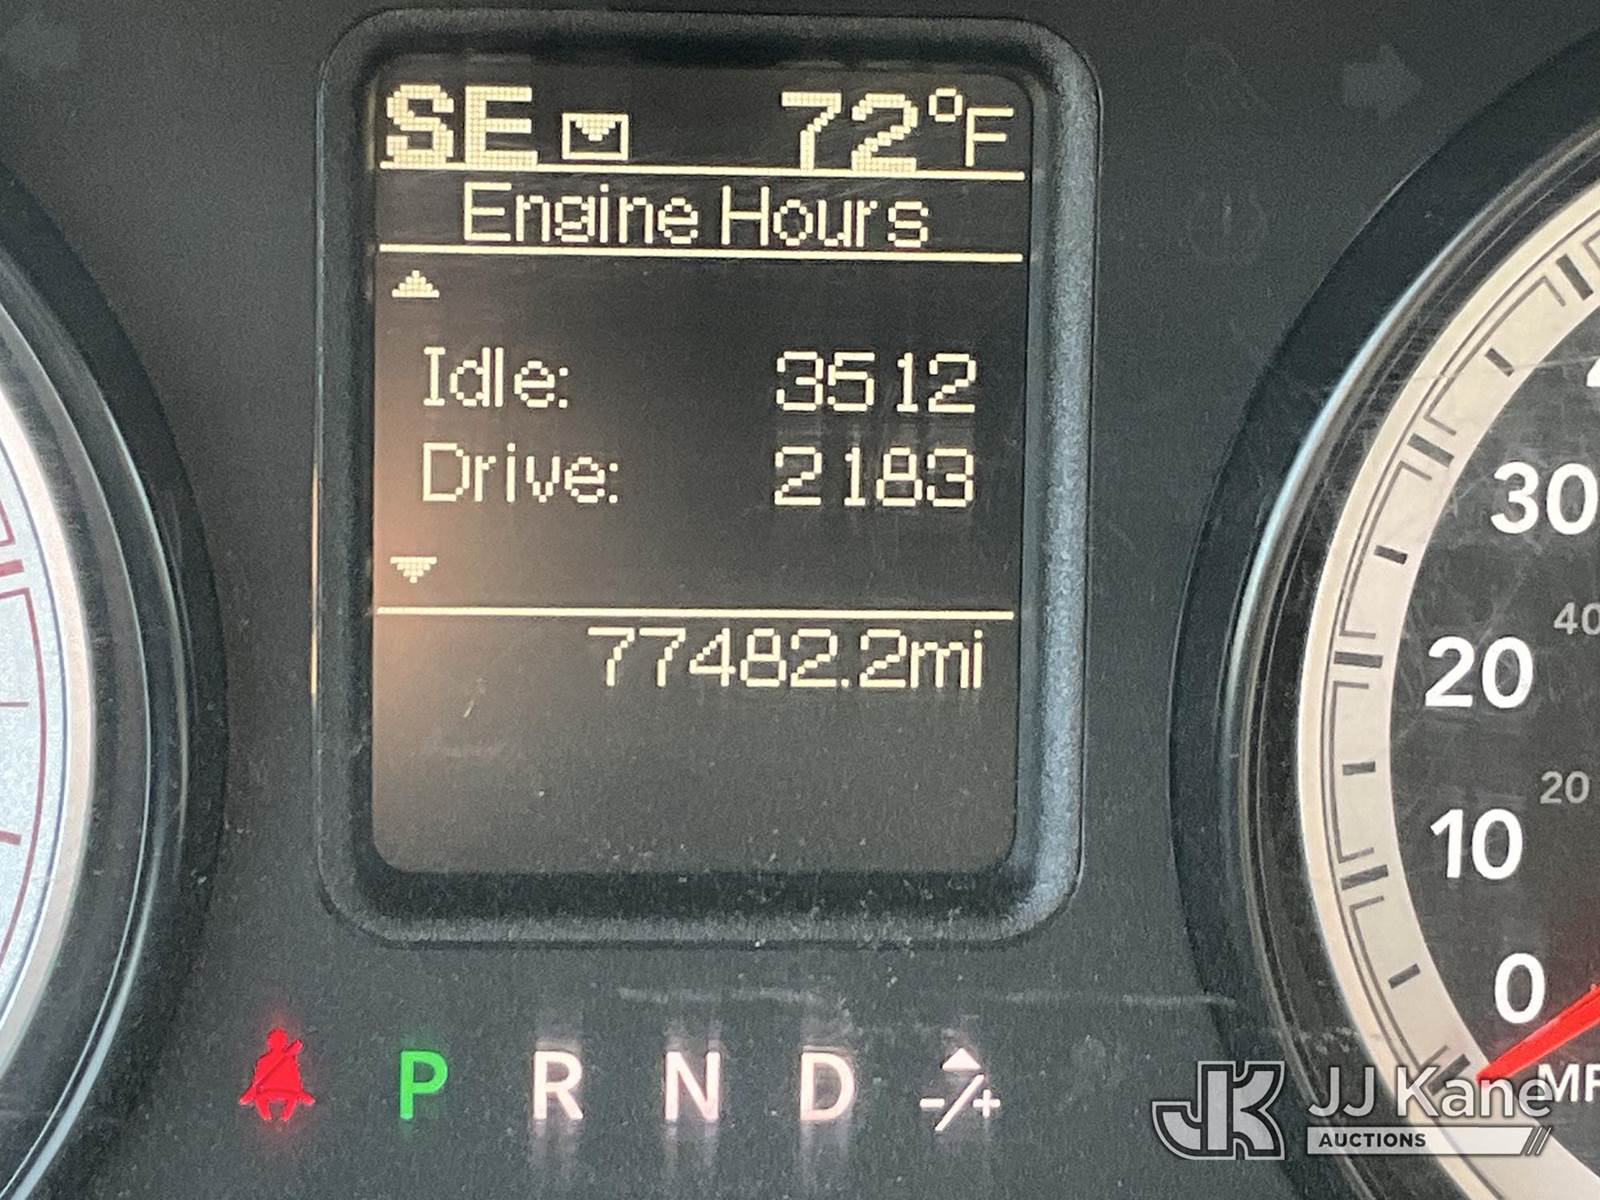 SE 72°F
Engine Hours
Idle: 3512
Drive: 2183
77482.2mi
30
40
20
20
10
0
MP
P R N D -/+
JJ Kane
AUCTIONS